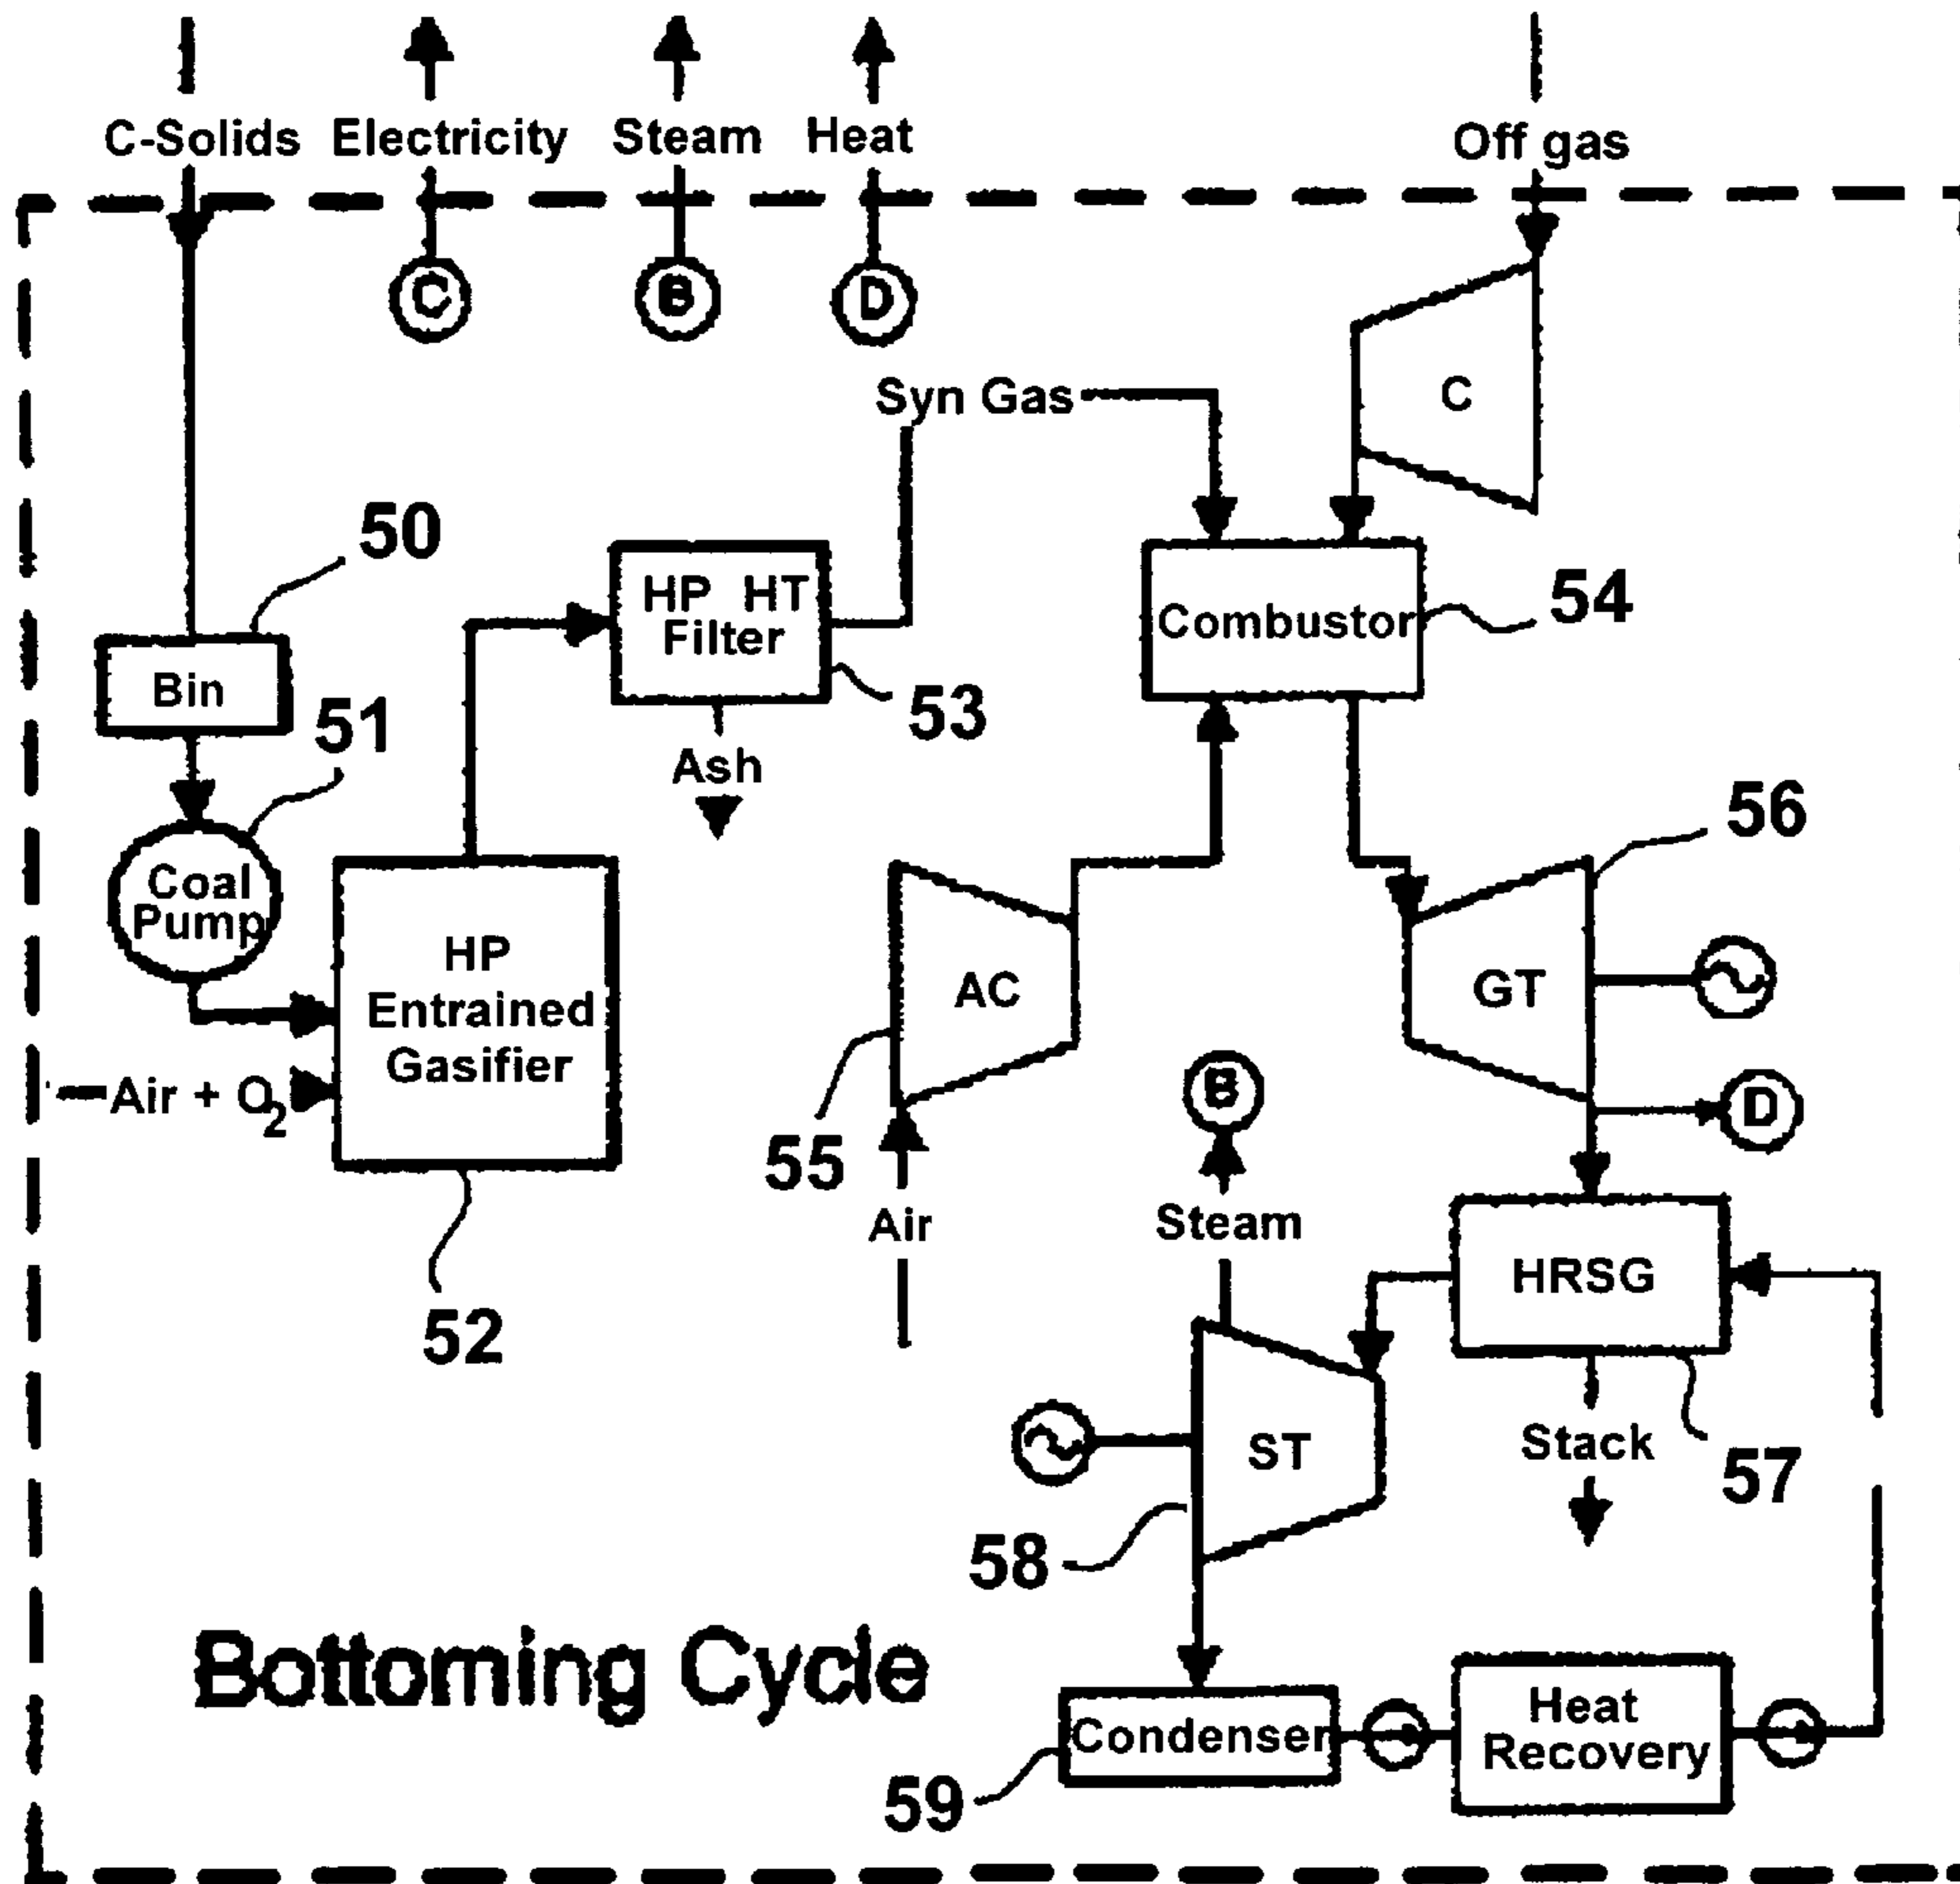 C-Solids Electricity Steam Heat Off gas
C B D
C
Syn Gas
50
HP HT
Filter
Combustor
54
Bin
51
53
Ash
56
Coal
Pump
HP
Entrained
Gasifier
AC
GT
Air + O2
B
D
55
Air
Steam
HRSG
52
ST
Stack
57
58
Bottoming Cycle
Condenser
Heat
Recovery
59